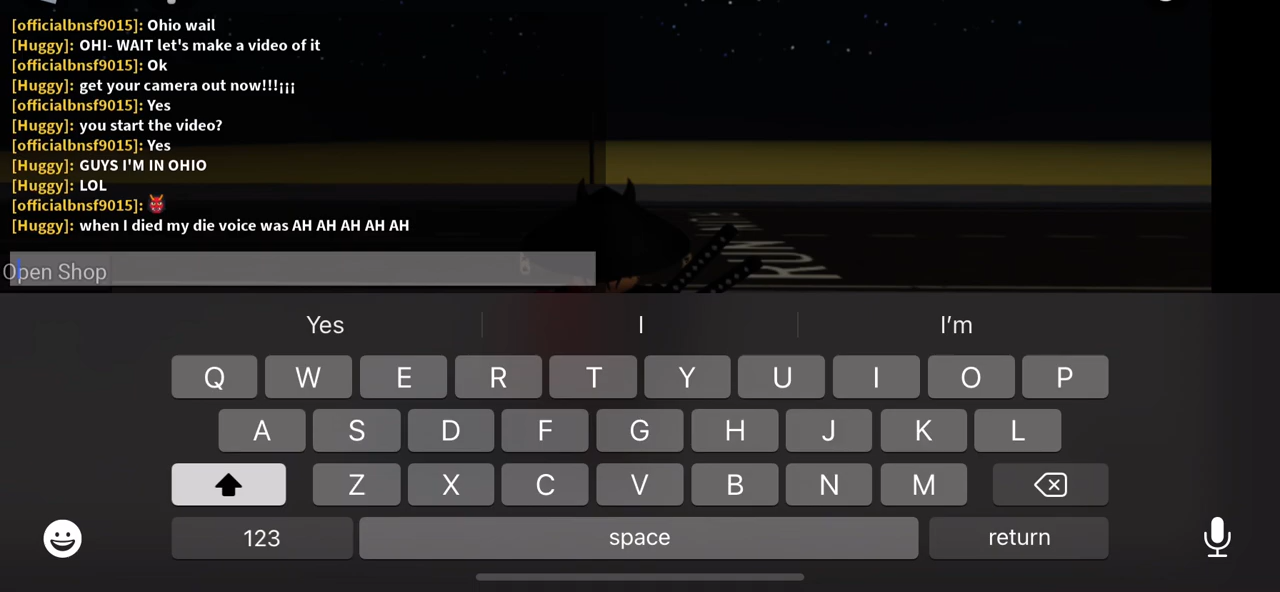 [officialbnsf9015]: Ohio wail
[Huggy]: OHI- WAIT let's make a video of it
[officialbnsf9015]: Ok
[Huggy]: get your camera out now!!!¡¡¡
[officialbnsf9015]: Yes
[Huggy]: you start the video?
[officialbnsf9015]: Yes
[Huggy]: GUYS I'M IN OHIO
[Huggy]: LOL
[officialbnsf9015]: 👹
[Huggy]: when I died my die voice was AH AH AH AH AH
Open Shop
Yes I I'm
Q W E R T Y U I O P
A S D F G H J K L
Z X C V B N M
123 space return